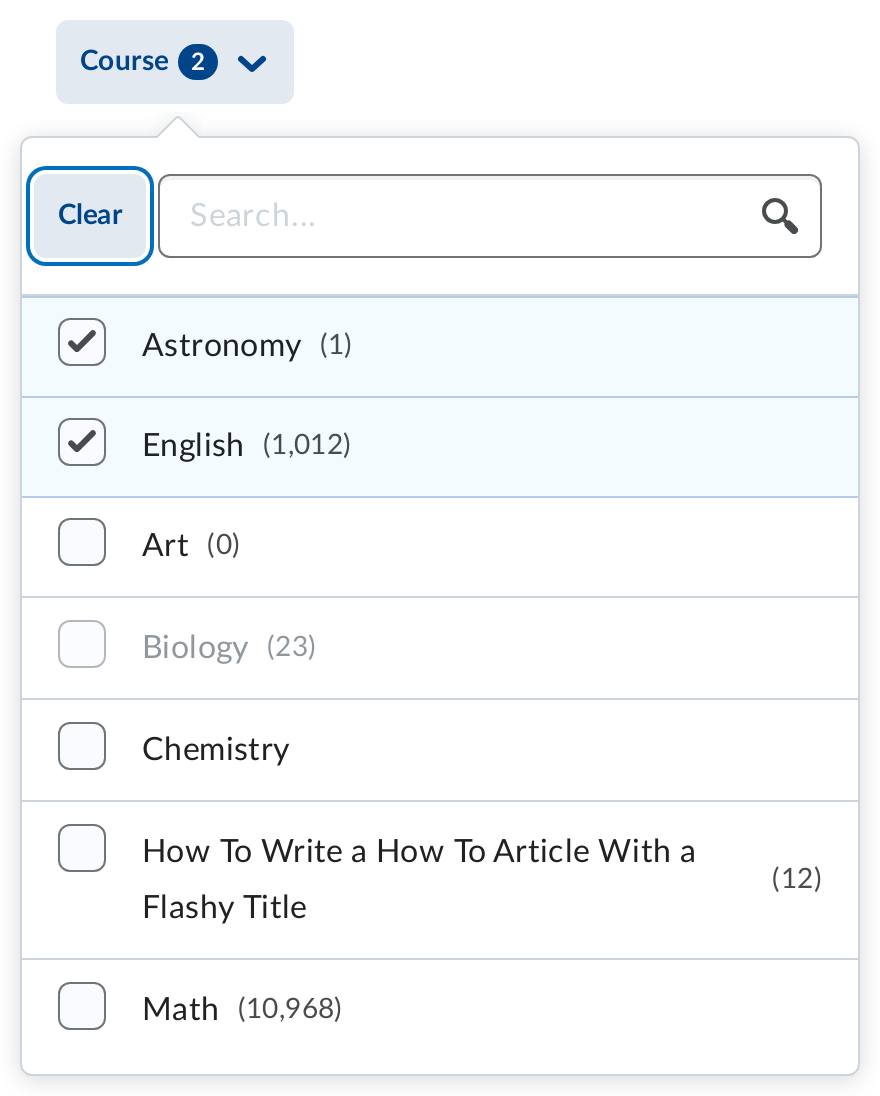 Course 2
Clear Search...
Astronomy (1)
English (1,012)
Art (0)
Biology (23)
Chemistry
How To Write a How To Article With a
Flashy Title (12)
Math (10,968)